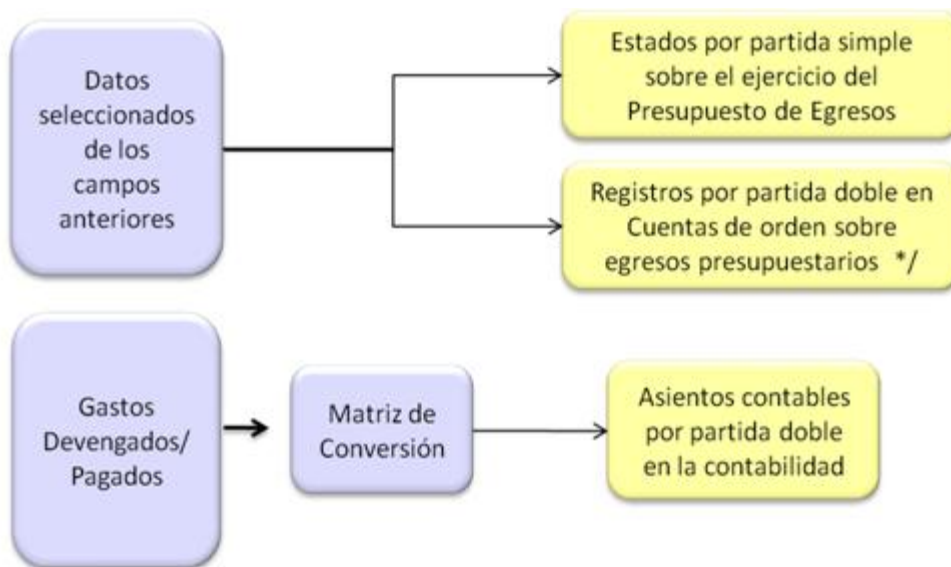 Datos
seleccionados
de los
campos
anteriores
Estados por partida simple
sobre el ejercicio del
Presupuesto de Egresos
Registros por partida doble en
Cuentas de orden sobre
egresos presupuestarios */
Gastos
Devengados/
Pagados
Matriz de
Conversión
Asientos contables
por partida doble
en la contabilidad